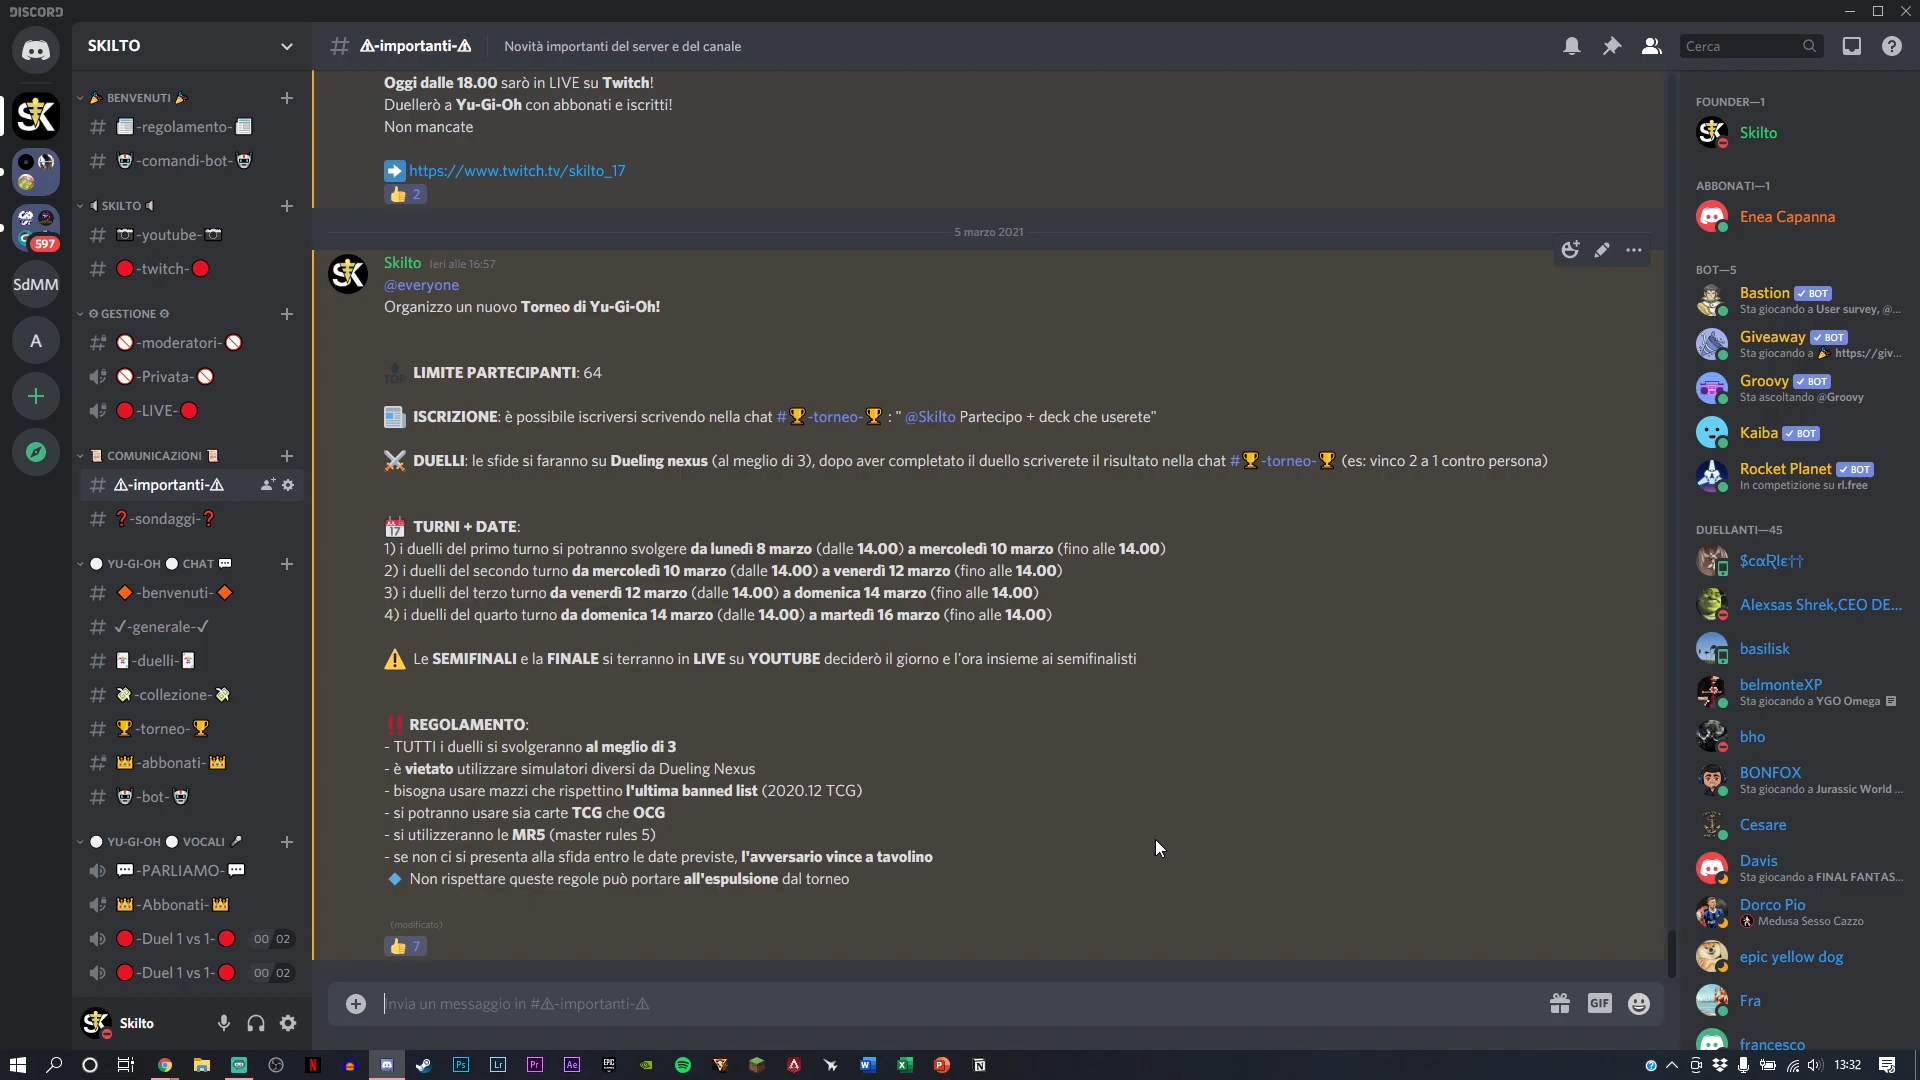 DISCORD
SKILTO
BENVENUTI
-regolamento-
-comandi-bot-
SKILTO
-youtube-
-twitch-
GESTIONE
-moderatori-
-Privata-
-LIVE-
COMUNICAZIONI
-importanti-
-sondaggi-
YU-GI-OH CHAT
-benvenuti-
-generale-
-duelli-
-collezione-
-torneo-
-abbonati-
-bot-
YU-GI-OH VOCALI
-PARLIAMO-
-Abbonati-
-Duel 1 vs 1- 00 02
-Duel 1 vs 1- 00 02
Skilto
597
SdMM
A
-importanti- Novità importanti del server e del canale
Cerca
Oggi dalle 18.00 sarò in LIVE su Twitch!
Duellerò a Yu-Gi-Oh con abbonati e iscritti!
Non mancate
https://www.twitch.tv/skilto_17
2
5 marzo 2021
Skilto Ieri alle 16:57
@everyone
Organizzo un nuovo Torneo di Yu-Gi-Oh!
TOP LIMITE PARTECIPANTI: 64
ISCRIZIONE: è possibile iscriversi scrivendo nella chat #🏆-torneo-🏆 : " @Skilto Partecipo + deck che userete"
DUELLI: le sfide si faranno su Dueling nexus (al meglio di 3), dopo aver completato il duello scriverete il risultato nella chat #🏆-torneo-🏆 (es: vinco 2 a 1 contro persona)
TURNI + DATE:
1) i duelli del primo turno si potranno svolgere da lunedì 8 marzo (dalle 14.00) a mercoledì 10 marzo (fino alle 14.00)
2) i duelli del secondo turno da mercoledì 10 marzo (dalle 14.00) a venerdì 12 marzo (fino alle 14.00)
3) i duelli del terzo turno da venerdì 12 marzo (dalle 14.00) a domenica 14 marzo (fino alle 14.00)
4) i duelli del quarto turno da domenica 14 marzo (dalle 14.00) a martedì 16 marzo (fino alle 14.00)
Le SEMIFINALI e la FINALE si terranno in LIVE su YOUTUBE deciderò il giorno e l'ora insieme ai semifinalisti
REGOLAMENTO:
- TUTTI i duelli si svolgeranno al meglio di 3
- è vietato utilizzare simulatori diversi da Dueling Nexus
- bisogna usare mazzi che rispettino l'ultima banned list (2020.12 TCG)
- si potranno usare sia carte TCG che OCG
- si utilizzeranno le MR5 (master rules 5)
- se non ci si presenta alla sfida entro le date previste, l'avversario vince a tavolino
Non rispettare queste regole può portare all'espulsione dal torneo
(modificato)
7
Invia un messaggio in #⚠-importanti-⚠
GIF
FOUNDER—1
Skilto
ABBONATI—1
Enea Capanna
BOT—5
Bastion BOT
Sta giocando a User survey, @...
Giveaway BOT
Sta giocando a 🎉 https://giv...
Groovy BOT
Sta ascoltando @Groovy
Kaiba BOT
Rocket Planet BOT
In competizione su rl.free
DUELLANTI—45
$cαƦlε††
Alexsas Shrek,CEO DE...
basilisk
belmonteXP
Sta giocando a YGO Omega
bho
BONFOX
Sta giocando a Jurassic World ...
Cesare
Davis
Sta giocando a FINAL FANTAS...
Dorco Pio
Medusa Sesso Cazzo
epic yellow dog
Fra
francesco
13:32